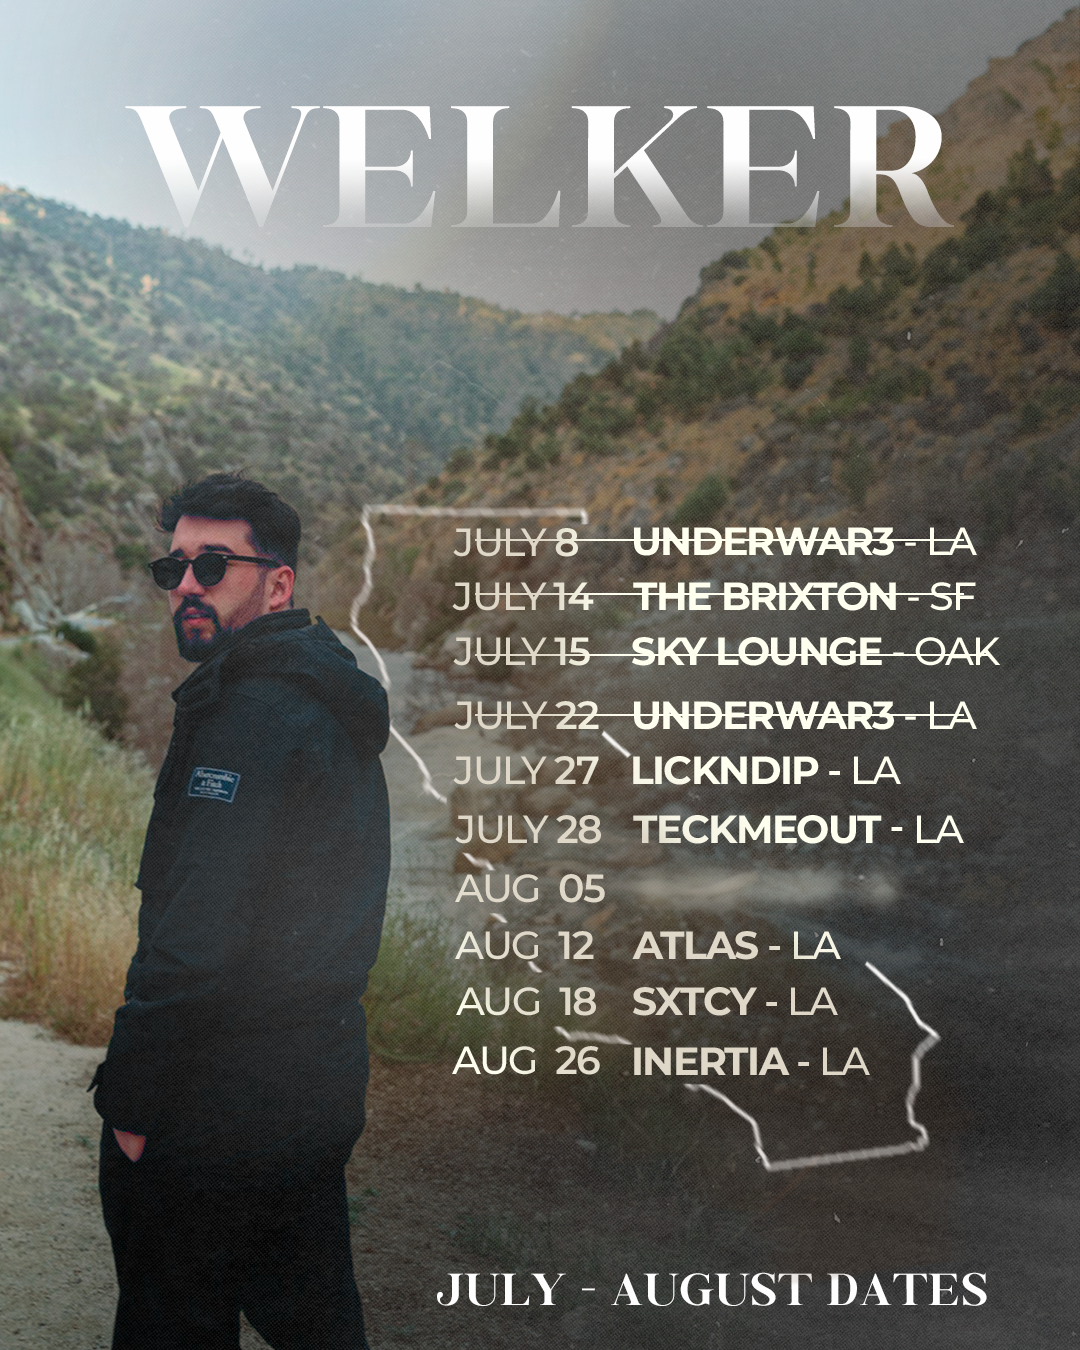 WELKER
JULY 8 UNDERWAR3 - LA
JULY 14 THE BRIXTON - SF
JULY 15 SKY LOUNGE - OAK
JULY 22 UNDERWAR3 - LA
JULY 27 LICKNDIP - LA
JULY 28 TECKMEOUT - LA
AUG 05
AUG 12 ATLAS - LA
AUG 18 SXTCY - LA
AUG 26 INERTIA - LA
Abercrombie
& Fitch
JULY - AUGUST DATES